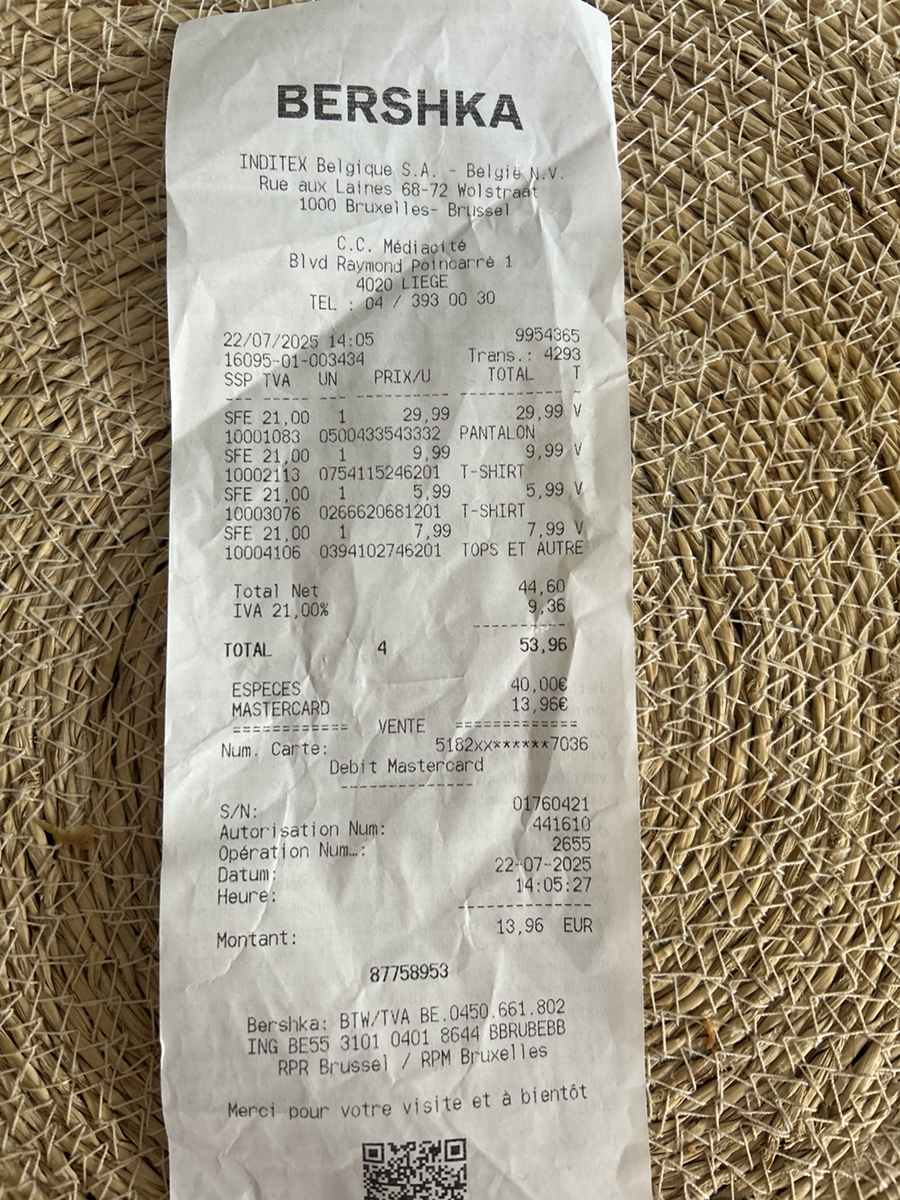 BERSHKA
INDITEX Belgique S.A. - België N.V.
Rue aux Laines 68-72 Wolstraat
1000 Bruxelles- Brussel
C.C. Médiacité
Blvd Raymond Poincarré 1
4020 LIEGE
TEL : 04 / 393 00 30
22/07/2025 14:05 9954365
16095-01-003434 Trans.: 4293
SSP TVA UN PRIX/U TOTAL T
--- ----- --- ---------- ---------- -
SFE 21,00 1 29,99 29,99 V
10001083 0500433543332 PANTALON
SFE 21,00 1 9,99 9,99 V
10002113 0754115246201 T-SHIRT
SFE 21,00 1 5,99 5,99 V
10003076 0266620681201 T-SHIRT
SFE 21,00 1 7,99 7,99 V
10004106 0394102746201 TOPS ET AUTRE
Total Net 44,60
IVA 21,00% 9,36
----------
TOTAL 4 53,96
ESPECES 40,00€
MASTERCARD 13,96€
============ VENTE =============
Num. Carte: 5182xx******7036
Debit Mastercard
--------------
S/N: 01760421
Autorisation Num: 441610
Opération Num…: 2655
Datum: 22-07-2025
Heure: 14:05:27
--------------
Montant: 13,96 EUR
87758953
Bershka: BTW/TVA BE.0450.661.802
ING BE55 3101 0401 8644 BBRUBEBB
RPR Brussel / RPM Bruxelles
Merci pour votre visite et à bientôt